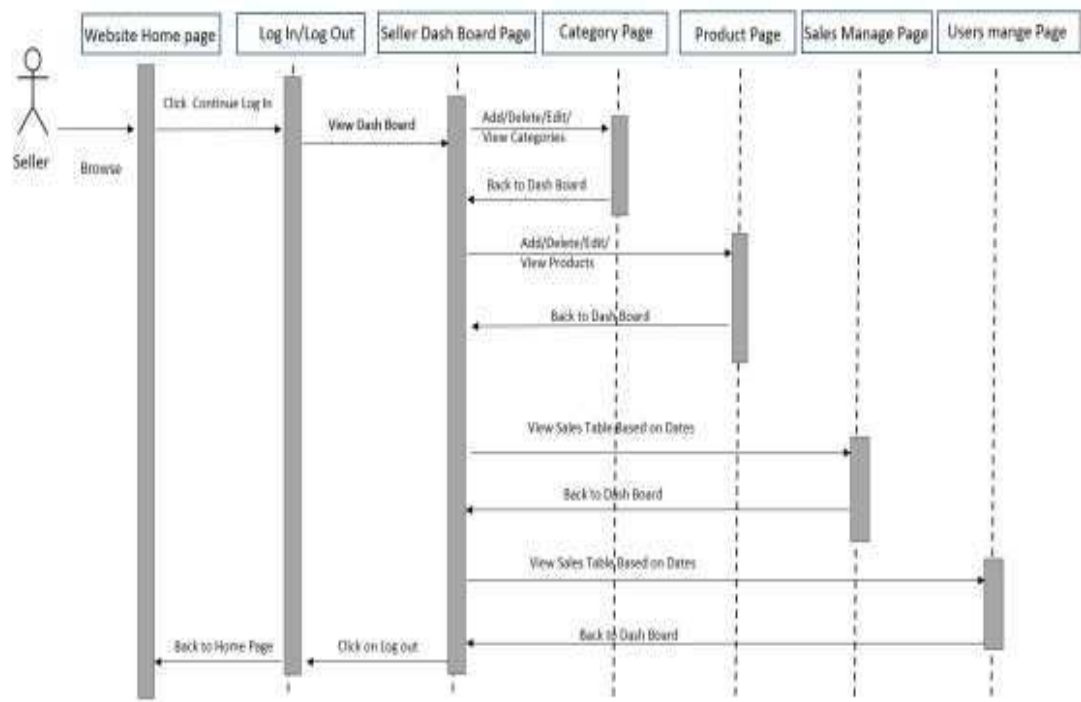 Website Home page
Log In/Log Out
Seller Dash Board Page
Category Page
Product Page
Sales Manage Page
Users mange Page
Seller
Browse
Click Continue Log In
View Dash Board
Add/Delete/Edit/
View Categories
Back to Dash Board
Add/Delete/Edit/
View Products
Back to Dash Board
View Sales Table Based on Dates
Back to Dash Board
View Sales Table Based on Dates
Back to Dash Board
Click on Log out
Back to Home Page